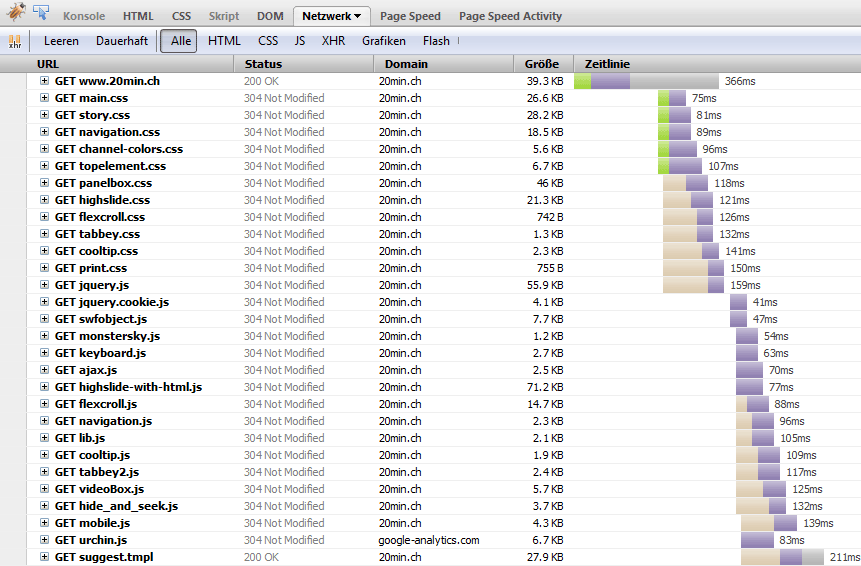 Konsole HTML CSS Skript DOM Netzwerk Page Speed Page Speed Activity
xhr Leeren Dauerhaft Alle HTML CSS JS XHR Grafiken Flash
URL Status Domain Größe Zeitlinie
GET www.20min.ch 200 OK 20min.ch 39.3 KB 366ms
GET main.css 304 Not Modified 20min.ch 26.6 KB 75ms
GET story.css 304 Not Modified 20min.ch 28.2 KB 81ms
GET navigation.css 304 Not Modified 20min.ch 18.5 KB 89ms
GET channel-colors.css 304 Not Modified 20min.ch 5.6 KB 96ms
GET topelement.css 304 Not Modified 20min.ch 6.7 KB 107ms
GET panelbox.css 304 Not Modified 20min.ch 46 KB 118ms
GET highslide.css 304 Not Modified 20min.ch 21.3 KB 121ms
GET flexcroll.css 304 Not Modified 20min.ch 742 B 126ms
GET tabbey.css 304 Not Modified 20min.ch 1.3 KB 132ms
GET cooltip.css 304 Not Modified 20min.ch 2.3 KB 141ms
GET print.css 304 Not Modified 20min.ch 755 B 150ms
GET jquery.js 304 Not Modified 20min.ch 55.9 KB 159ms
GET jquery.cookie.js 304 Not Modified 20min.ch 4.1 KB 41ms
GET swfobject.js 304 Not Modified 20min.ch 7.7 KB 47ms
GET monstersky.js 304 Not Modified 20min.ch 1.2 KB 54ms
GET keyboard.js 304 Not Modified 20min.ch 2.7 KB 63ms
GET ajax.js 304 Not Modified 20min.ch 2.5 KB 70ms
GET highslide-with-html.js 304 Not Modified 20min.ch 71.2 KB 77ms
GET flexcroll.js 304 Not Modified 20min.ch 14.7 KB 88ms
GET navigation.js 304 Not Modified 20min.ch 2.3 KB 96ms
GET lib.js 304 Not Modified 20min.ch 2.1 KB 105ms
GET cooltip.js 304 Not Modified 20min.ch 1.9 KB 109ms
GET tabbey2.js 304 Not Modified 20min.ch 2.4 KB 117ms
GET videoBox.js 304 Not Modified 20min.ch 5.7 KB 125ms
GET hide_and_seek.js 304 Not Modified 20min.ch 3.7 KB 132ms
GET mobile.js 304 Not Modified 20min.ch 4.3 KB 139ms
GET urchin.js 304 Not Modified google-analytics.com 6.7 KB 83ms
GET suggest.tmpl 200 OK 20min.ch 27.9 KB 211ms